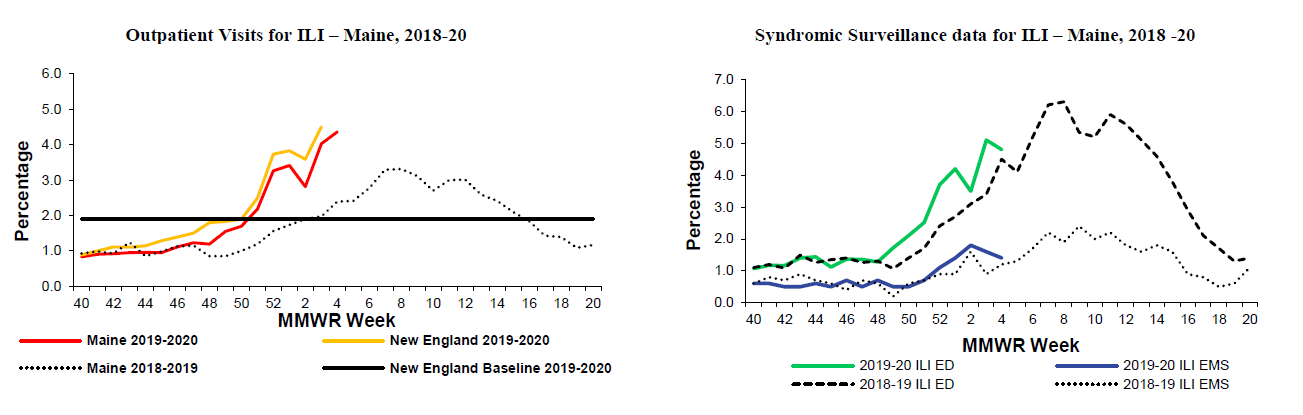 Outpatient Visits for ILI – Maine, 2018-20
6.0
5.0
4.0
3.0
2.0
1.0
0.0
Percentage
40 42 44 46 48 50 52 2 4 6 8 10 12 14 16 18 20
MMWR Week
Maine 2019-2020 New England 2019-2020
Maine 2018-2019 New England Baseline 2019-2020
Syndromic Surveillance data for ILI – Maine, 2018 -20
7.0
6.0
5.0
4.0
3.0
2.0
1.0
0.0
Percentage
40 42 44 46 48 50 52 2 4 6 8 10 12 14 16 18 20
MMWR Week
2019-20 ILI ED 2019-20 ILI EMS
2018-19 ILI ED 2018-19 ILI EMS